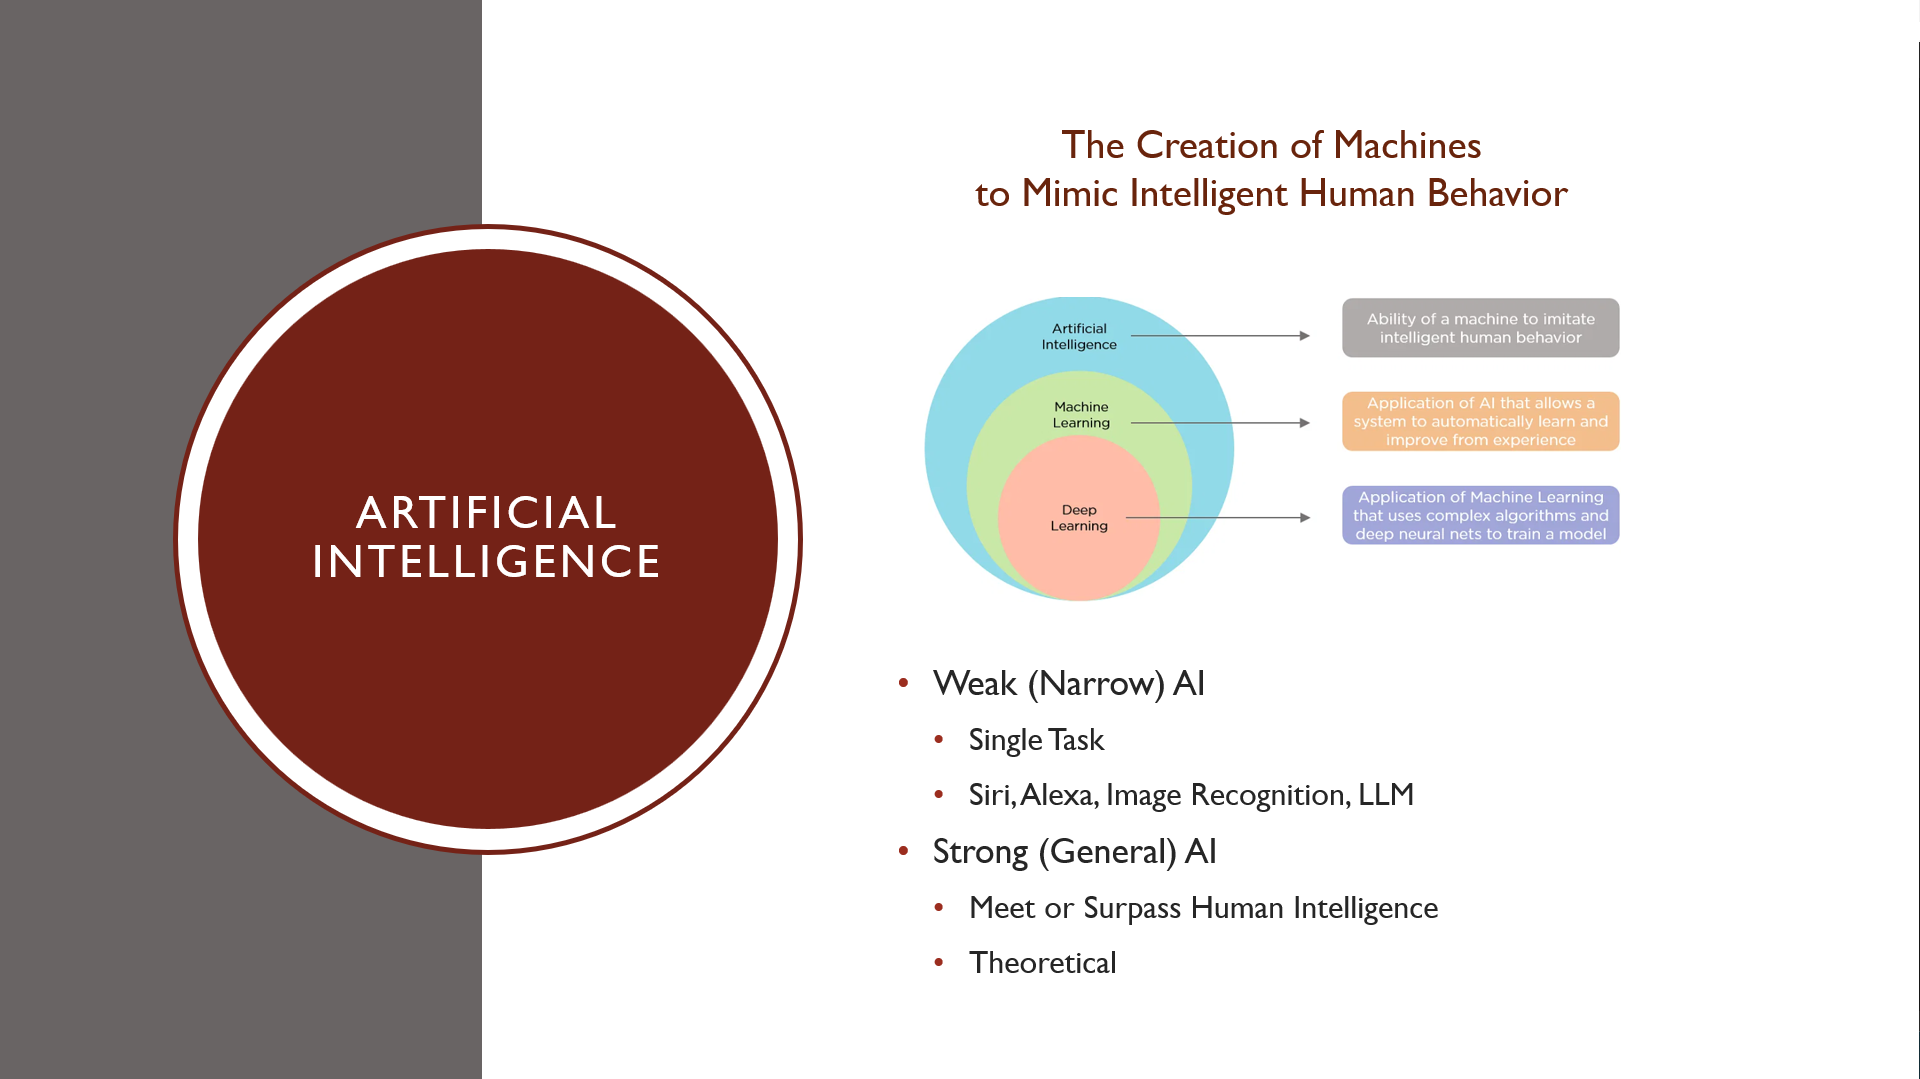 ARTIFICIAL
INTELLIGENCE
The Creation of Machines
to Mimic Intelligent Human Behavior
Artificial
Intelligence
Ability of a machine to imitate
intelligent human behavior
Machine
Learning
Application of AI that allows a
system to automatically learn and
improve from experience
Deep
Learning
Application of Machine Learning
that uses complex algorithms and
deep neural nets to train a model
• Weak (Narrow) AI
• Single Task
• Siri, Alexa, Image Recognition, LLM
• Strong (General) AI
• Meet or Surpass Human Intelligence
• Theoretical